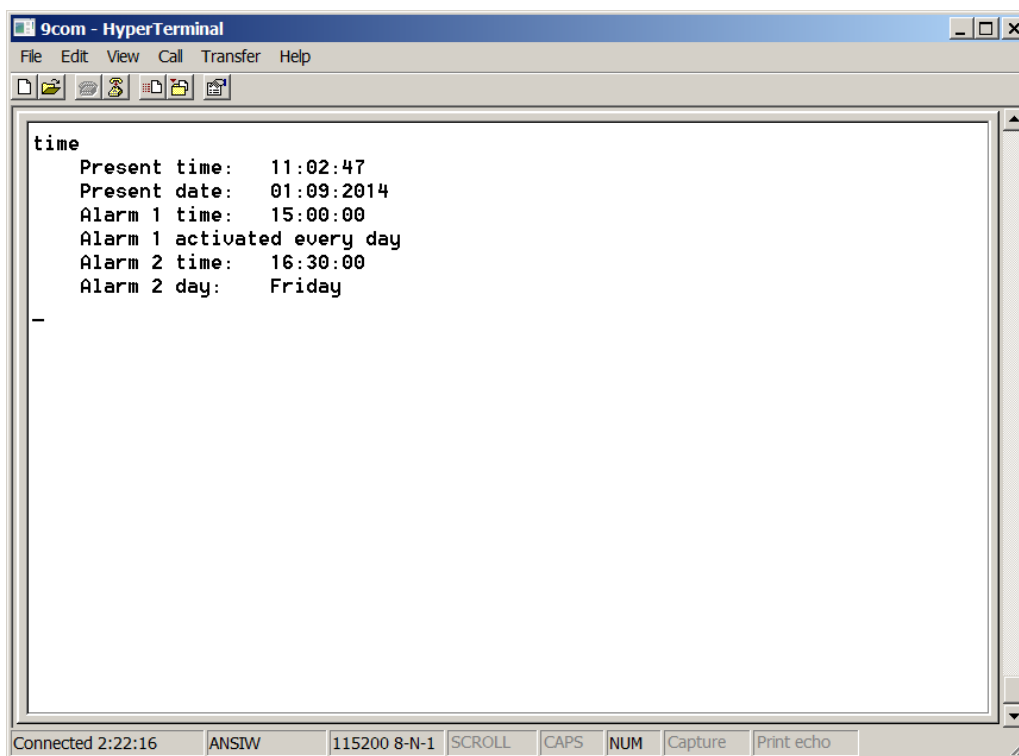 9com - HyperTerminal
File Edit View Call Transfer Help
time
Present time: 11:02:47
Present date: 01:09:2014
Alarm 1 time: 15:00:00
Alarm 1 activated every day
Alarm 2 time: 16:30:00
Alarm 2 day: Friday
Connected 2:22:16 ANSIW 115200 8-N-1 SCROLL CAPS NUM Capture Print echo